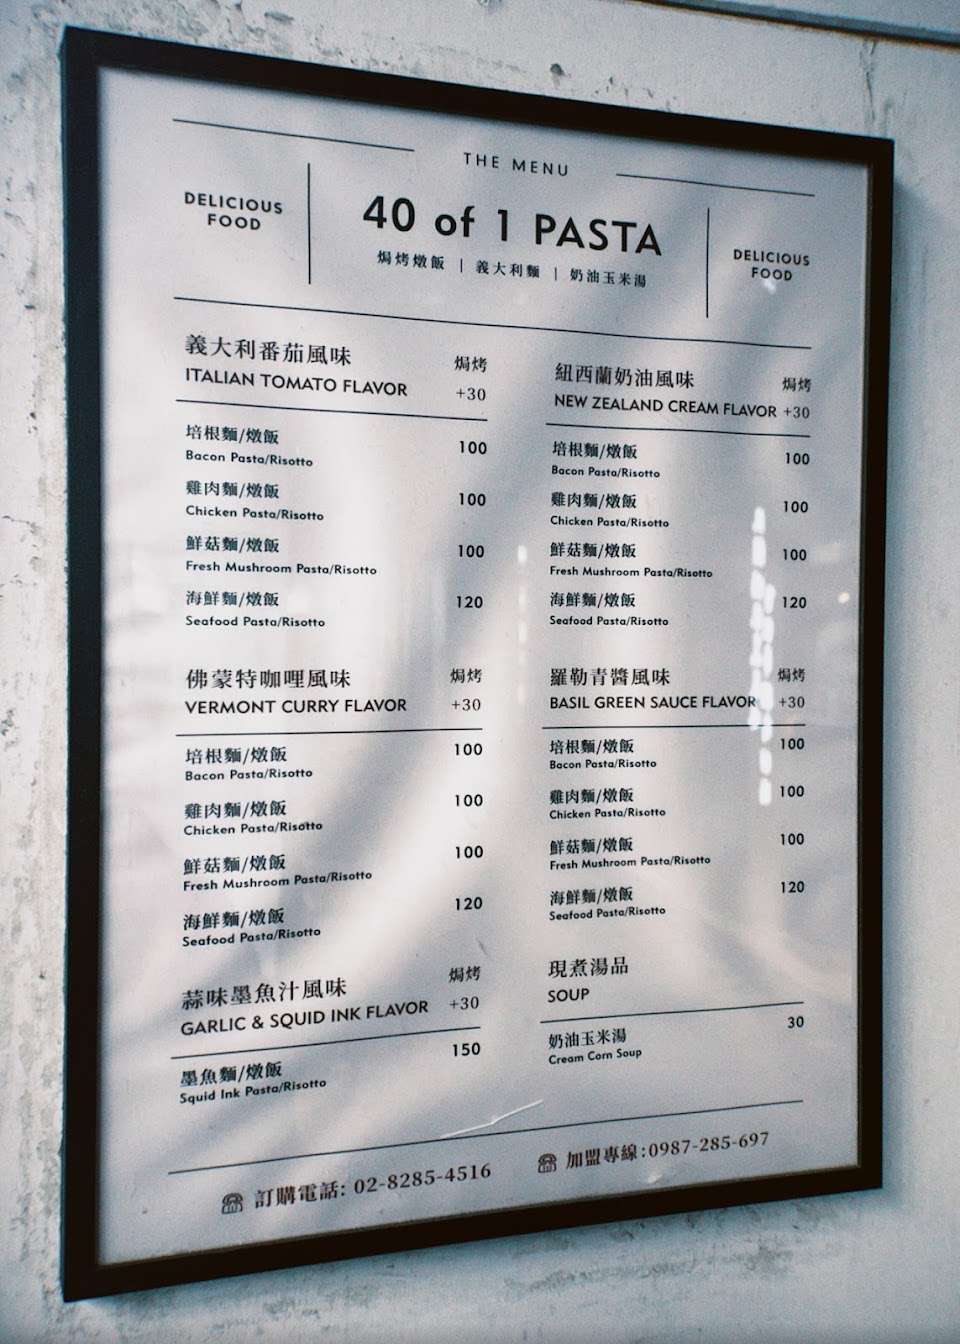 THE MENU
DELICIOUS
FOOD
40 of 1 PASTA
焗烤燉飯 | 義大利麵 | 奶油玉米湯
DELICIOUS
FOOD
義大利番茄風味 焗烤
ITALIAN TOMATO FLAVOR +30
培根麵/燉飯 100
Bacon Pasta/Risotto
雞肉麵/燉飯 100
Chicken Pasta/Risotto
鮮菇麵/燉飯 100
Fresh Mushroom Pasta/Risotto
海鮮麵/燉飯 120
Seafood Pasta/Risotto
佛蒙特咖哩風味 焗烤
VERMONT CURRY FLAVOR +30
培根麵/燉飯 100
Bacon Pasta/Risotto
雞肉麵/燉飯 100
Chicken Pasta/Risotto
鮮菇麵/燉飯 100
Fresh Mushroom Pasta/Risotto
海鮮麵/燉飯 120
Seafood Pasta/Risotto
蒜味墨魚汁風味 焗烤
GARLIC & SQUID INK FLAVOR +30
墨魚麵/燉飯 150
Squid Ink Pasta/Risotto
紐西蘭奶油風味 焗烤
NEW ZEALAND CREAM FLAVOR +30
培根麵/燉飯 100
Bacon Pasta/Risotto
雞肉麵/燉飯 100
Chicken Pasta/Risotto
鮮菇麵/燉飯 100
Fresh Mushroom Pasta/Risotto
海鮮麵/燉飯 120
Seafood Pasta/Risotto
羅勒青醬風味 焗烤
BASIL GREEN SAUCE FLAVOR +30
培根麵/燉飯 100
Bacon Pasta/Risotto
雞肉麵/燉飯 100
Chicken Pasta/Risotto
鮮菇麵/燉飯 100
Fresh Mushroom Pasta/Risotto
海鮮麵/燉飯 120
Seafood Pasta/Risotto
現煮湯品
SOUP
奶油玉米湯 30
Cream Corn Soup
訂購電話: 02-8285-4516
加盟專線:0987-285-697